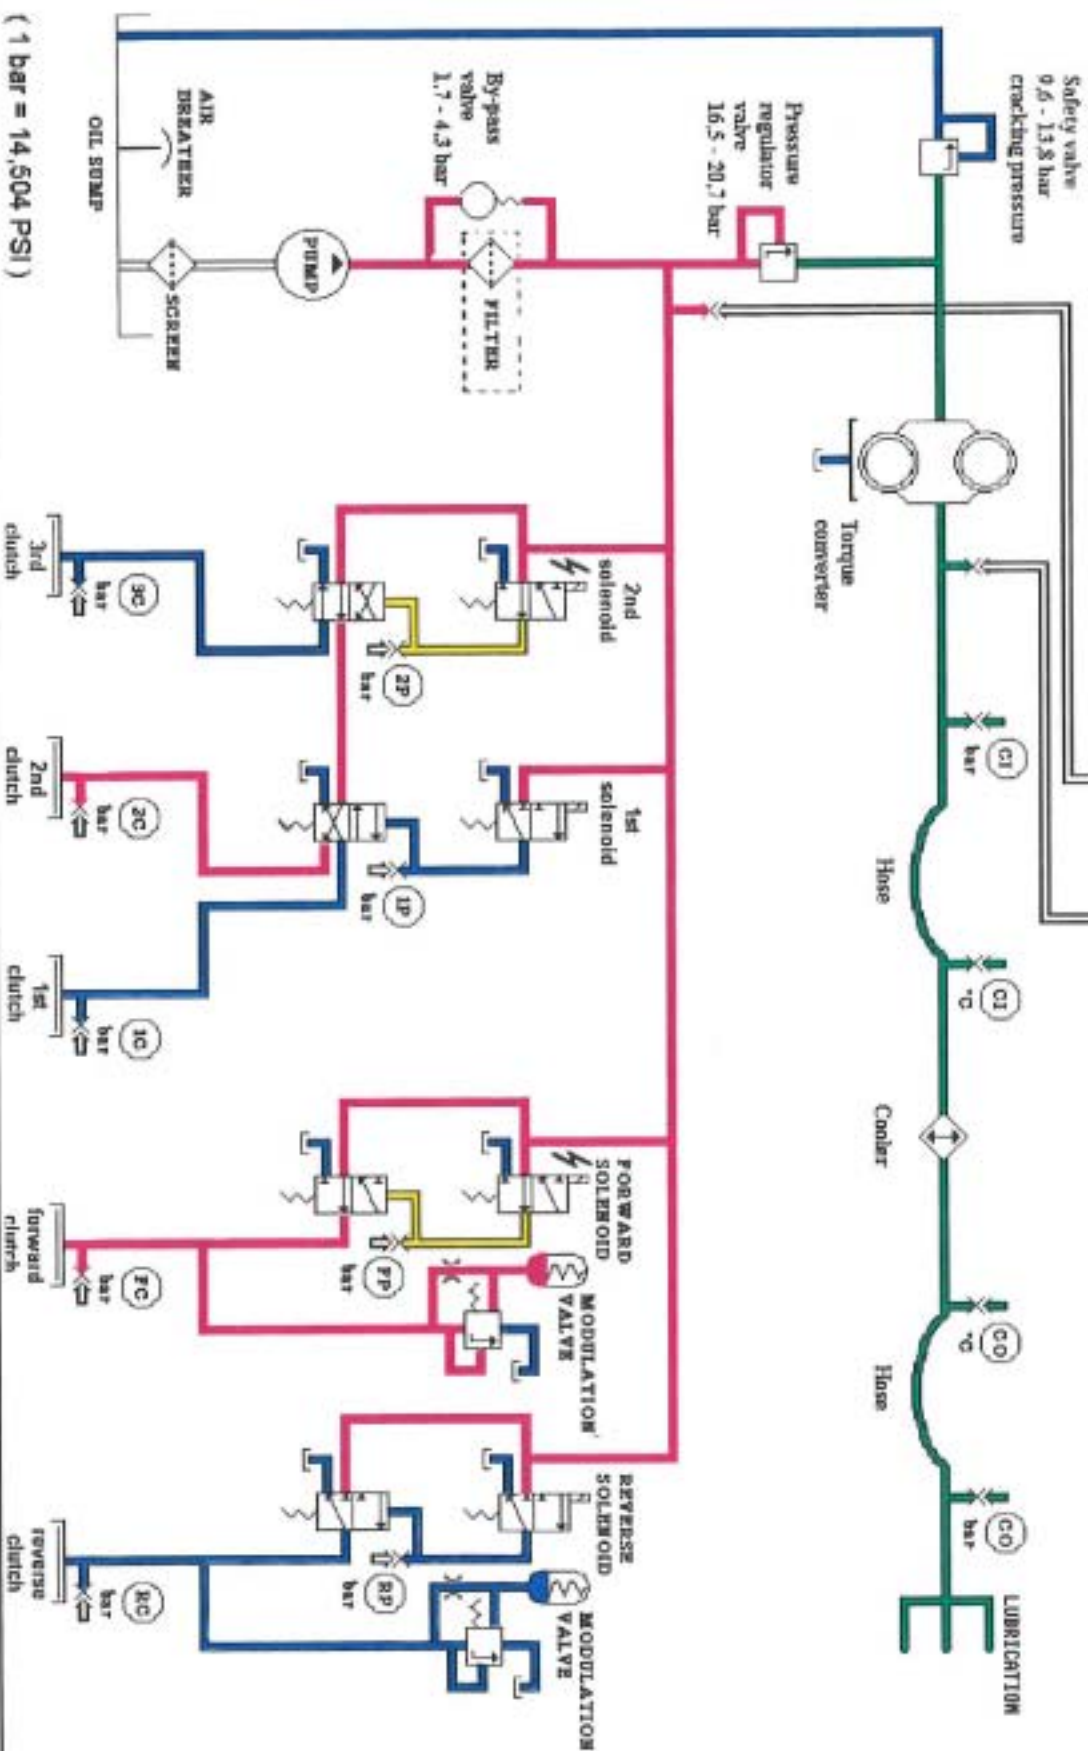 Safety valve
9,6 - 13,8 bar
cracking pressure
Pressure
regulator
valve
16,5 - 20,7 bar
By-pass
valve
1,7 - 4,3 bar
AIR
BREATHER
OIL SUMP
( 1 bar = 14,504 PSI )
SCREEN
PUMP
FILTER
Torque
converter
CI
bar
Hose
CI
°C
Cooler
CO
°C
Hose
CO
bar
LUBRICATION
2nd
solenoid
2P
bar
1st
solenoid
1P
bar
FORWARD
SOLENOID
FP
bar
MODULATION
VALVE
REVERSE
SOLENOID
RP
bar
MODULATION
VALVE
3C
bar
3rd
clutch
2C
bar
2nd
clutch
1C
bar
1st
clutch
FC
bar
forward
clutch
RC
bar
reverse
clutch